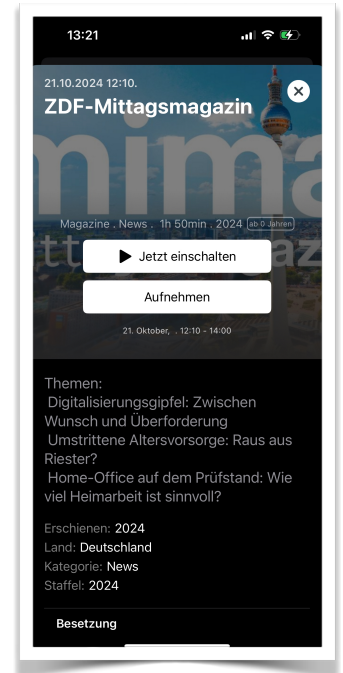 13:21
21.10.2024 12:10.
ZDF-Mittagsmagazin
mima
Magazine . News . 1h 50min . 2024 ab 0 Jahren
Jetzt einschalten
Aufnehmen
21. Oktober, . 12:10 - 14:00
Themen:
Digitalisierungsgipfel: Zwischen
Wunsch und Überforderung
Umstrittene Altersvorsorge: Raus aus
Riester?
Home-Office auf dem Prüfstand: Wie
viel Heimarbeit ist sinnvoll?
Erschienen: 2024
Land: Deutschland
Kategorie: News
Staffel: 2024
Besetzung